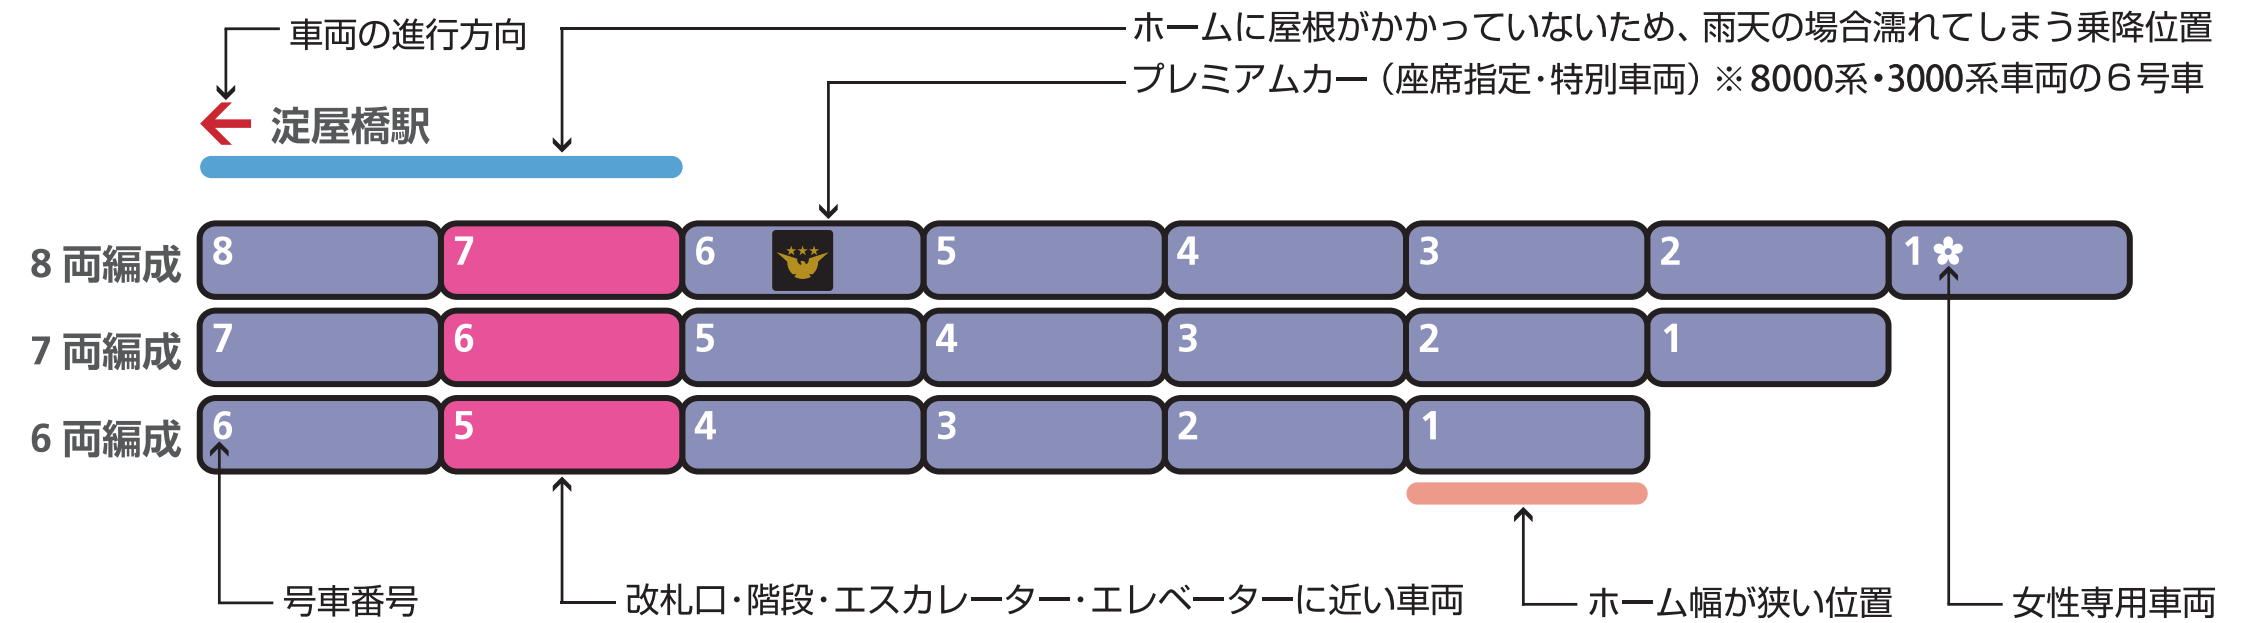 車両の進行方向
ホームに屋根がかかっていないため、雨天の場合濡れてしまう乗降位置
プレミアムカー（座席指定・特別車両）※8000系・3000系車両の６号車
淀屋橋駅
8 両編成 8 7 6 5 4 3 2 1
7 両編成 7 6 5 4 3 2 1
6 両編成 6 5 4 3 2 1
号車番号
改札口・階段・エスカレーター・エレベーターに近い車両
ホーム幅が狭い位置
女性専用車両